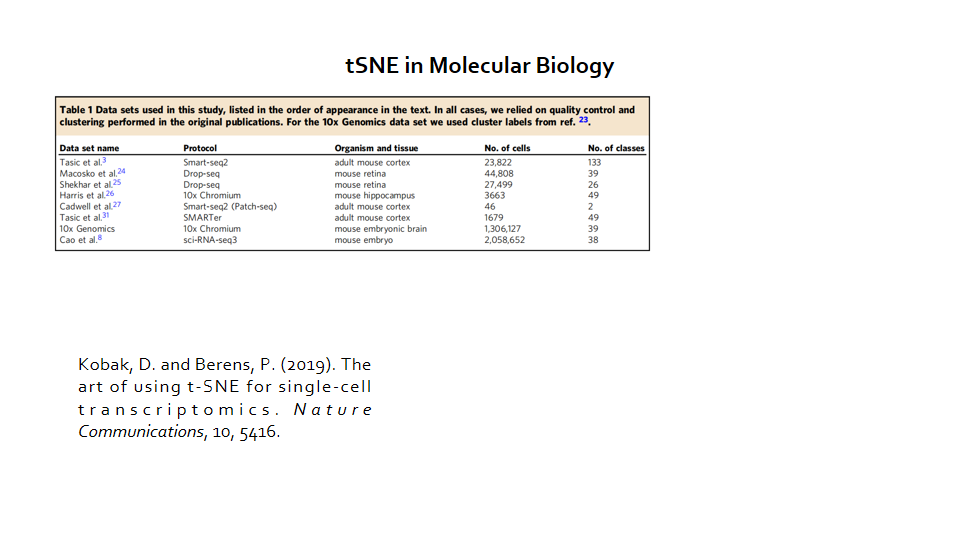 tSNE in Molecular Biology
Table 1 Data sets used in this study, listed in the order of appearance in the text. In all cases, we relied on quality control and
clustering performed in the original publications. For the 10x Genomics data set we used cluster labels from ref. 23.
Data set name Protocol Organism and tissue No. of cells No. of classes
Tasic et al.3 Smart-seq2 adult mouse cortex 23,822 133
Macosko et al.24 Drop-seq mouse retina 44,808 39
Shekhar et al.25 Drop-seq mouse retina 27,499 26
Harris et al.26 10x Chromium mouse hippocampus 3663 49
Cadwell et al.27 Smart-seq2 (Patch-seq) adult mouse cortex 46 2
Tasic et al.31 SMARTer adult mouse cortex 1679 49
10x Genomics 10x Chromium mouse embryonic brain 1,306,127 39
Cao et al.8 sci-RNA-seq3 mouse embryo 2,058,652 38
Kobak, D. and Berens, P. (2019). The
art of using t-SNE for single-cell
transcriptomics. Nature
Communications, 10, 5416.